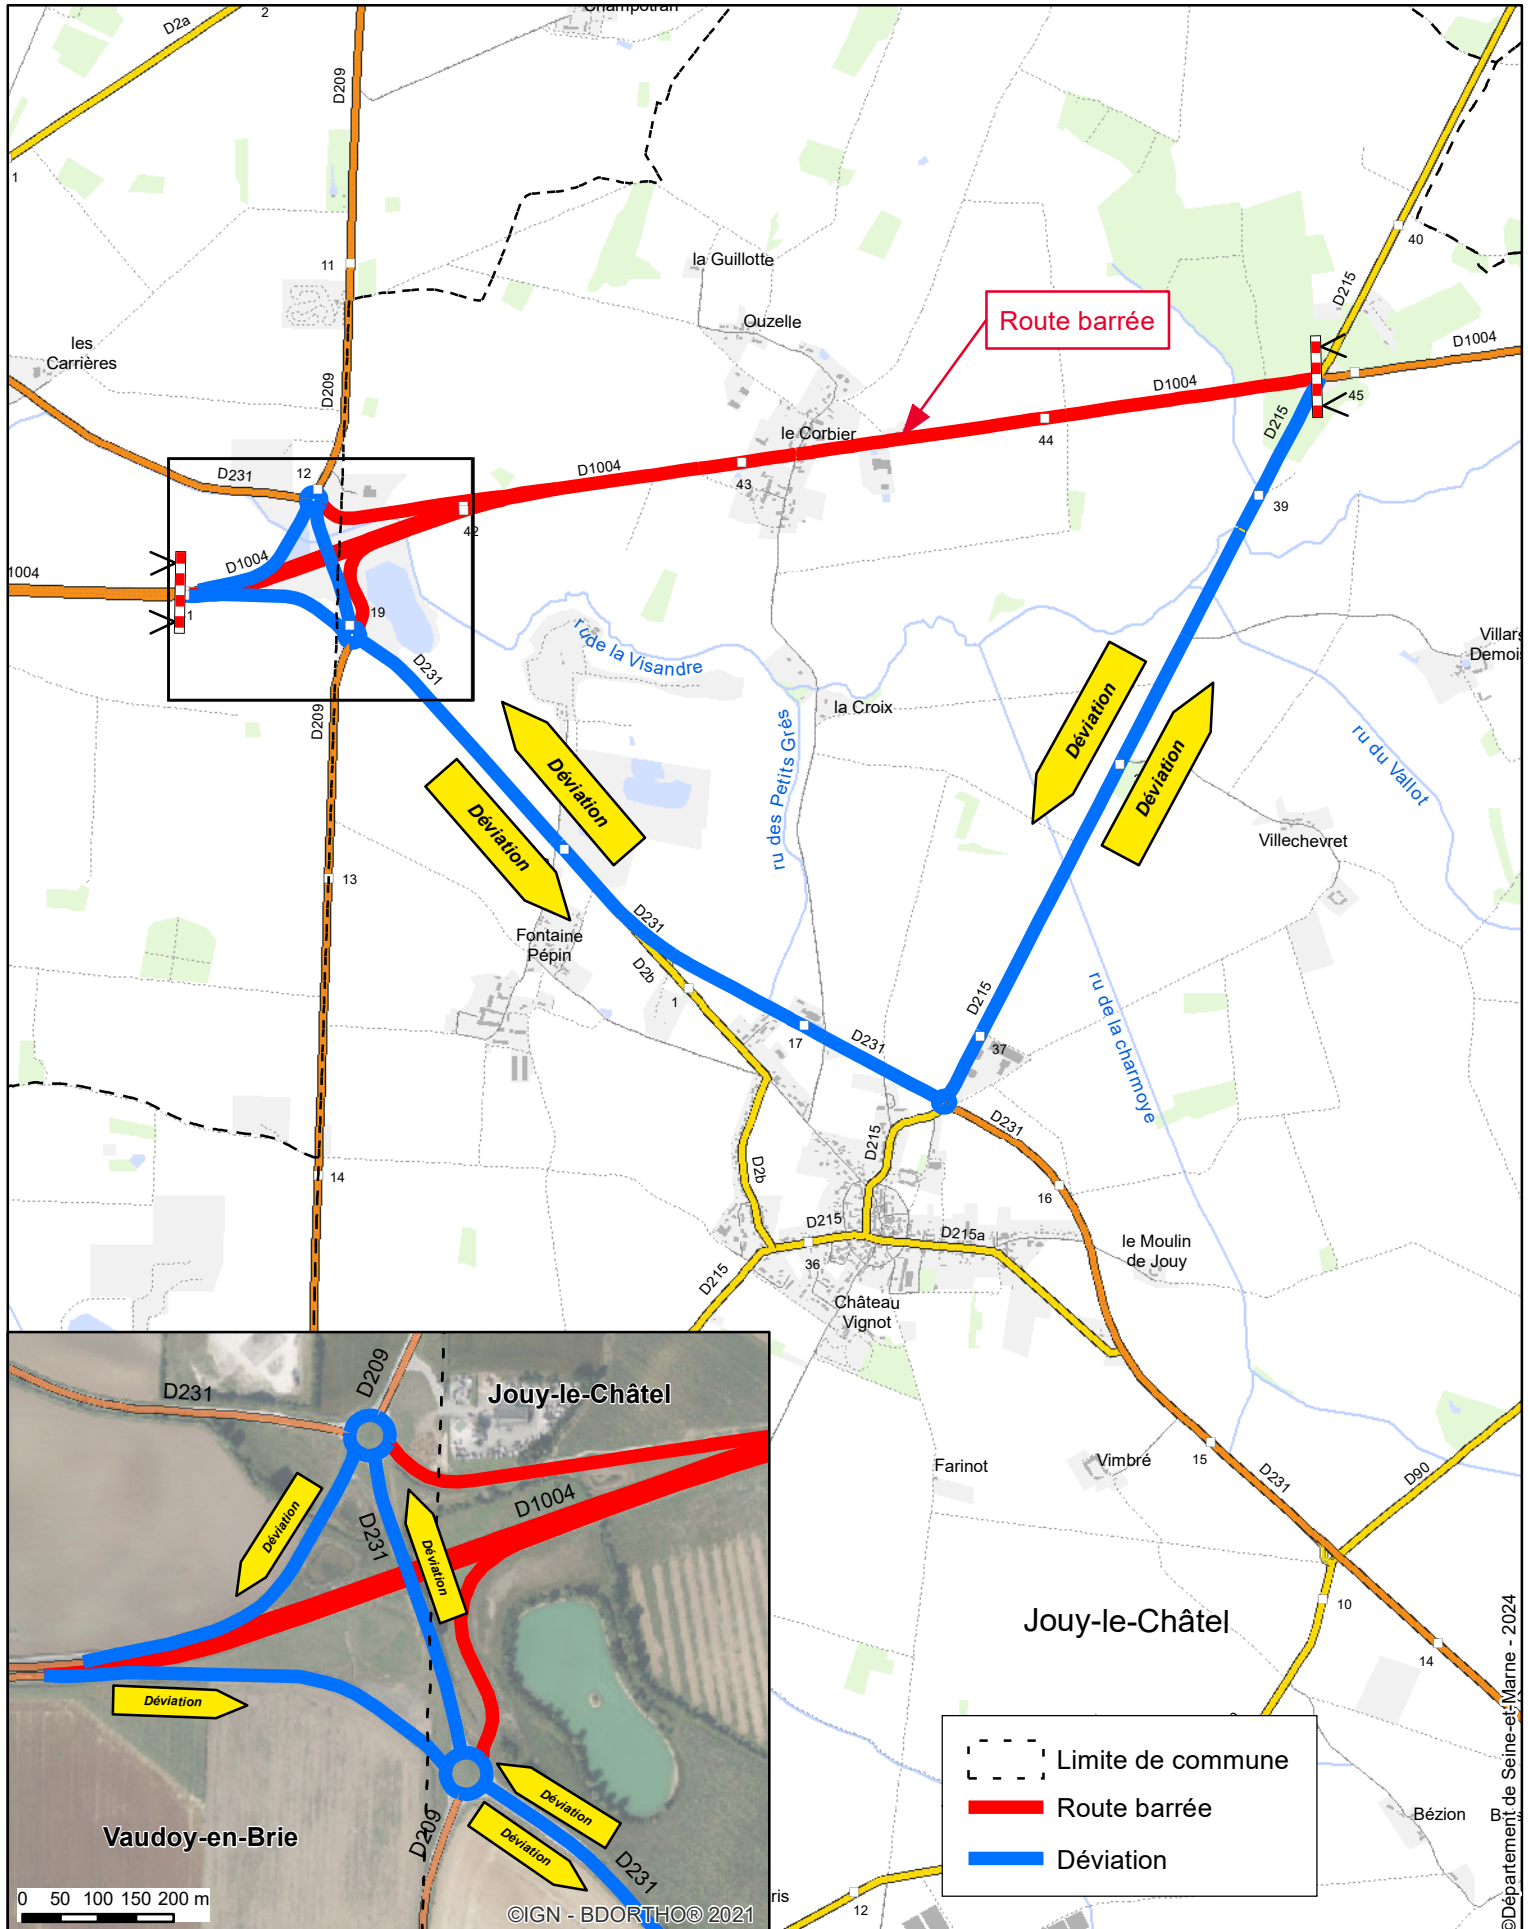 Champotran
D2a
2
D209
1
11
la Guillotte
Ouzelle
Route barrée
40
D215
D1004
les
Carrières
D209
D1004
45
D215
le Corbier
44
D231
12
D1004
43
42
39
D1004
1004
1
19
ru de la Visandre
D231
Villars
Demois
D209
la Croix
Déviation
Déviation
ru du Vallot
Déviation
Déviation
ru des Petits Grés
Villechevret
13
D231
Fontaine
Pépin
D2b
1
17
D231
D215
37
ru de la charmoye
D231
D215
14
D2b
16
D215
D215a
36
D215
le Moulin
de Jouy
Château
Vignot
D231
D209
Jouy-le-Châtel
Déviation
D231
D1004
Déviation
Déviation
Déviation
Déviation
D209
D231
Vaudoy-en-Brie
0 50 100 150 200 m
©IGN - BDORTHO® 2021
Farinot
Vimbré
15
D231
D90
10
Jouy-le-Châtel
14
Limite de commune
Route barrée
Déviation
Bézion
ris
12
©Département de Seine-et-Marne - 2024